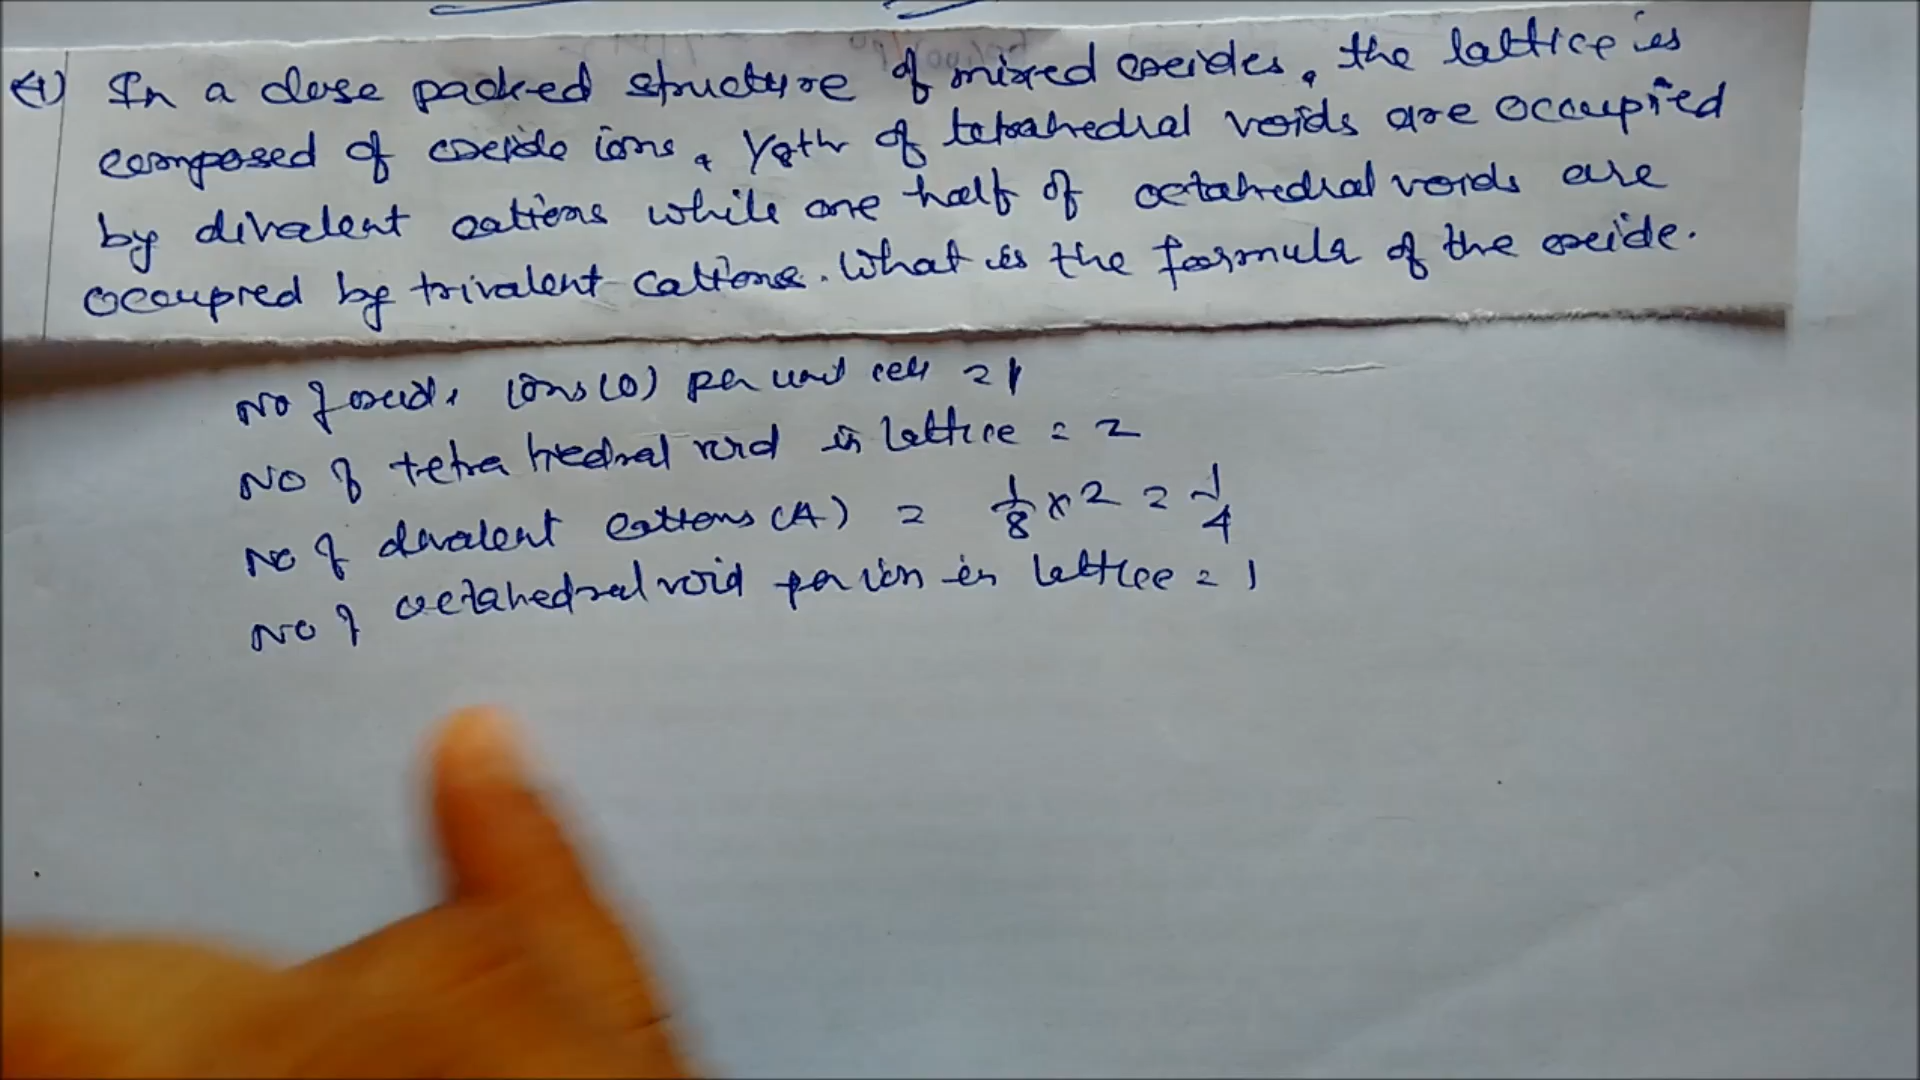 4) In a close packed structure of mixed oxides, the lattice is
composed of oxide ions, 1/8th of tetrahedral voids are occupied
by divalent cations while one half of octahedral voids are
occupied by trivalent cations. What is the formula of the oxide.
No of oxide ions (O) per unit cell = 1
No of tetrahedral void in lattice = 2
No of divalent cations (A) = 1/8 × 2 = 1/4
No of octahedral void per ion in lattice = 1